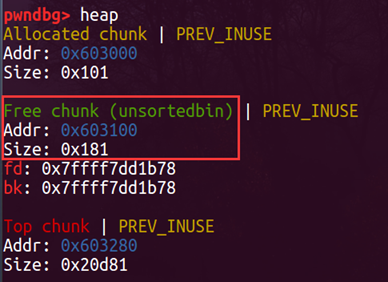 pwndbg> heap
Allocated chunk | PREV_INUSE
Addr: 0x603000
Size: 0x101
Free chunk (unsortedbin) | PREV_INUSE
Addr: 0x603100
Size: 0x181
fd: 0x7ffff7dd1b78
bk: 0x7ffff7dd1b78
Top chunk | PREV_INUSE
Addr: 0x603280
Size: 0x20d81